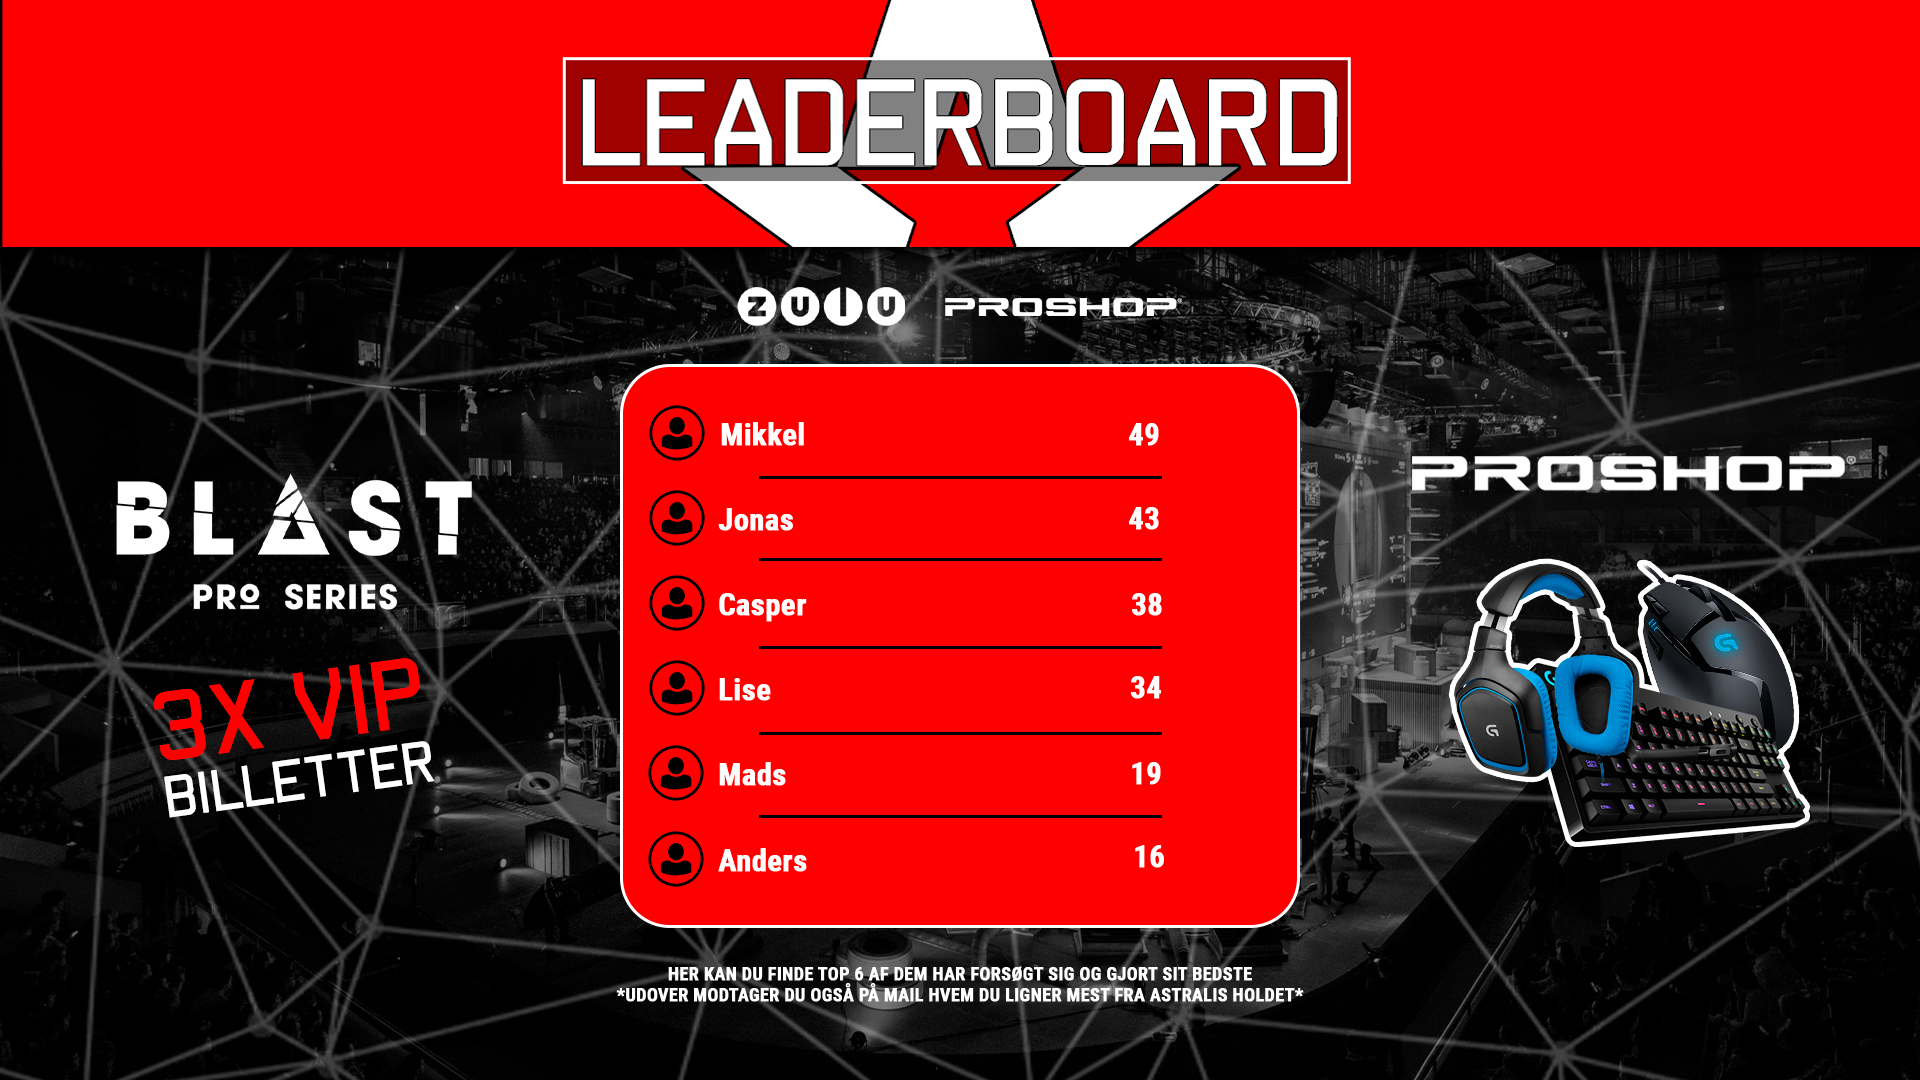 LEADERBOARD
ZULU PROSHOP®
Mikkel 49
Jonas 43
Casper 38
Lise 34
Mads 19
Anders 16
BLAST
PRO SERIES
3X VIP
BILLETTER
PROSHOP®
HER KAN DU FINDE TOP 6 AF DEM HAR FORSØGT SIG OG GJORT SIT BEDSTE
*UDOVER MODTAGER DU OGSÅ PÅ MAIL HVEM DU LIGNER MEST FRA ASTRALIS HOLDET*